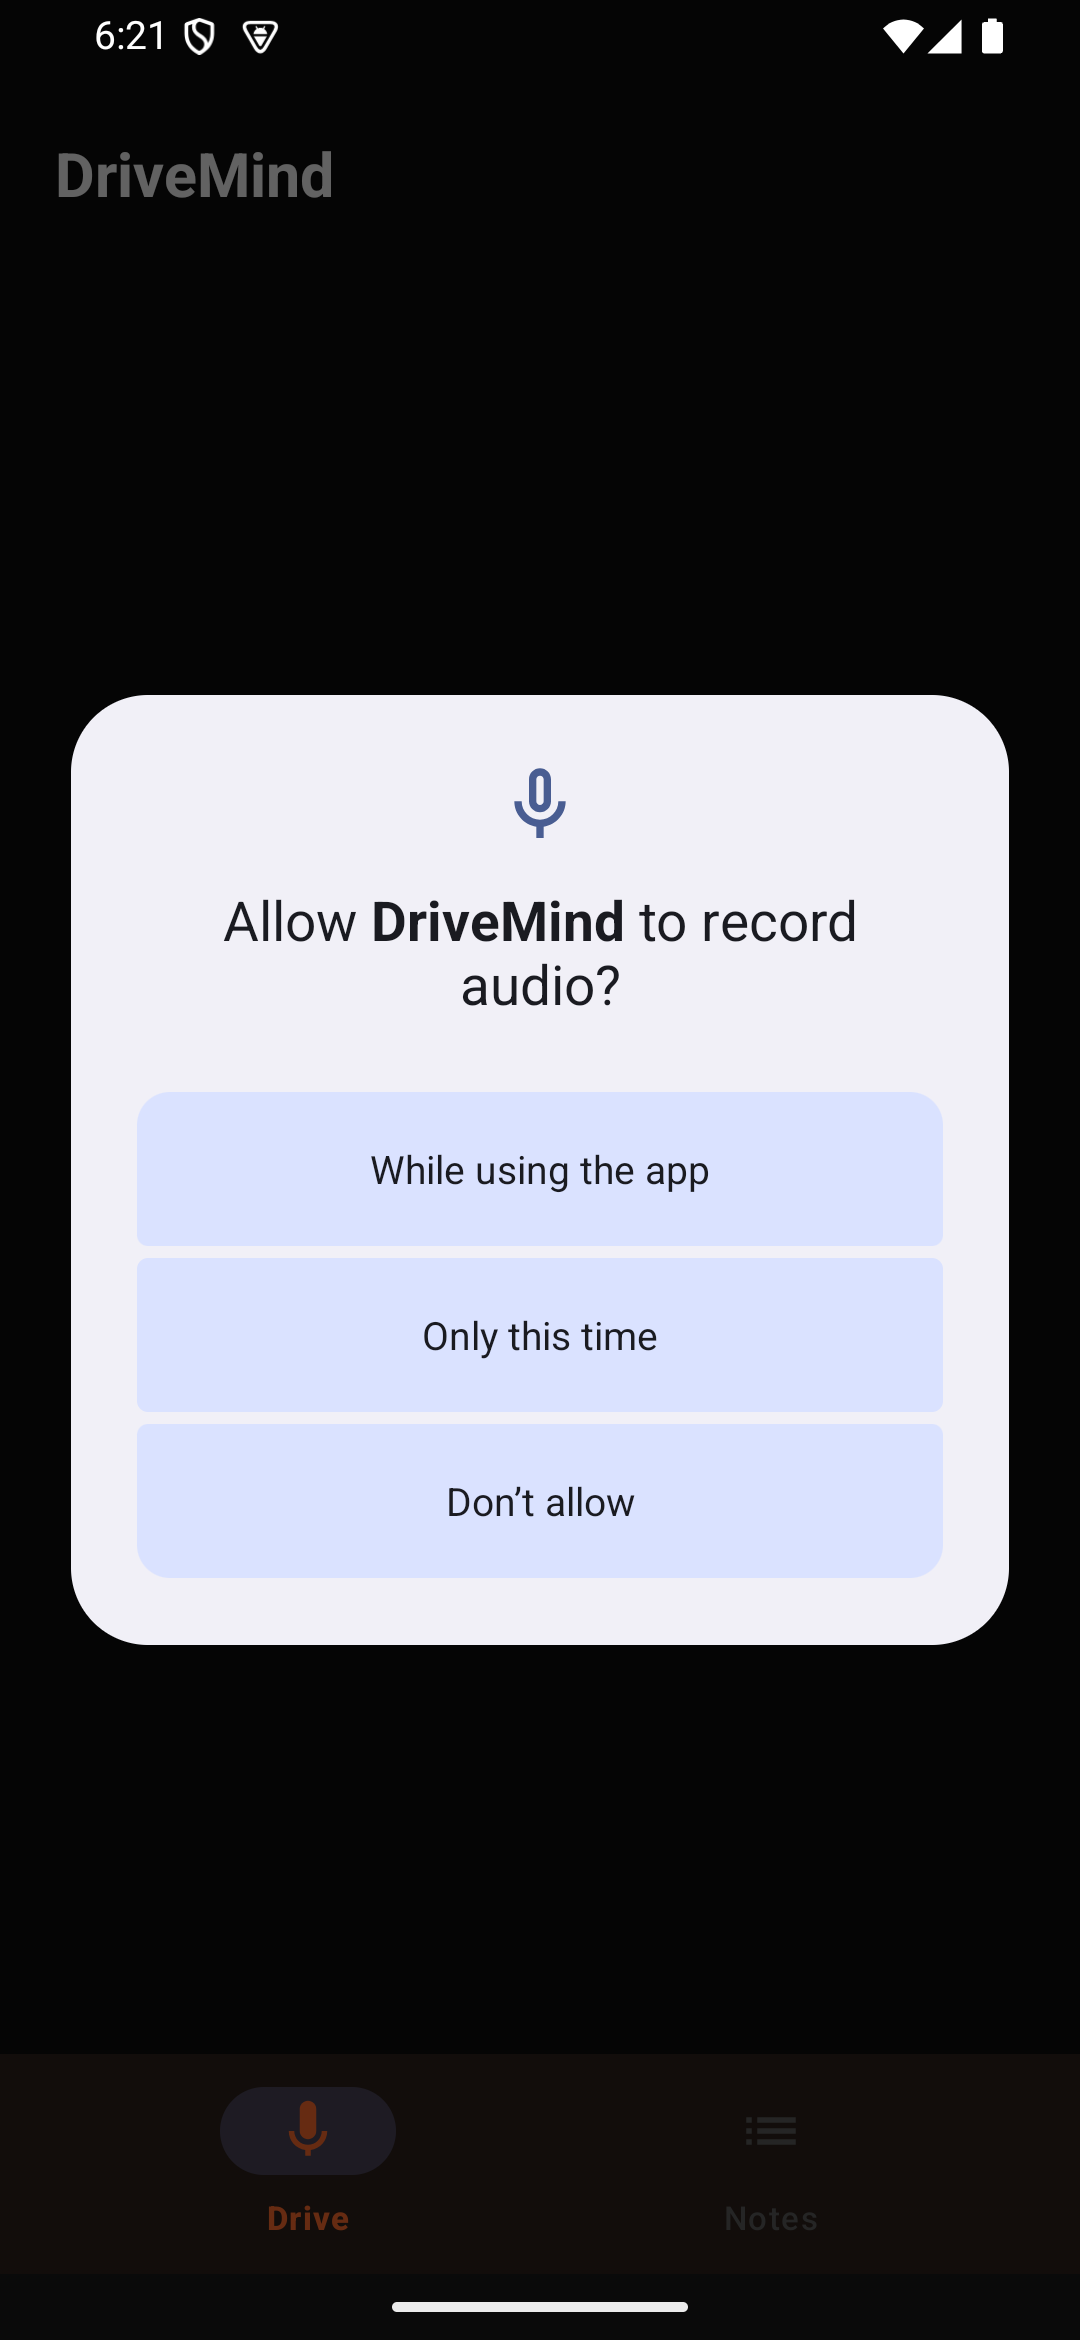 6:21
DriveMind
Allow DriveMind to record
audio?
While using the app
Only this time
Don’t allow
Drive
Notes